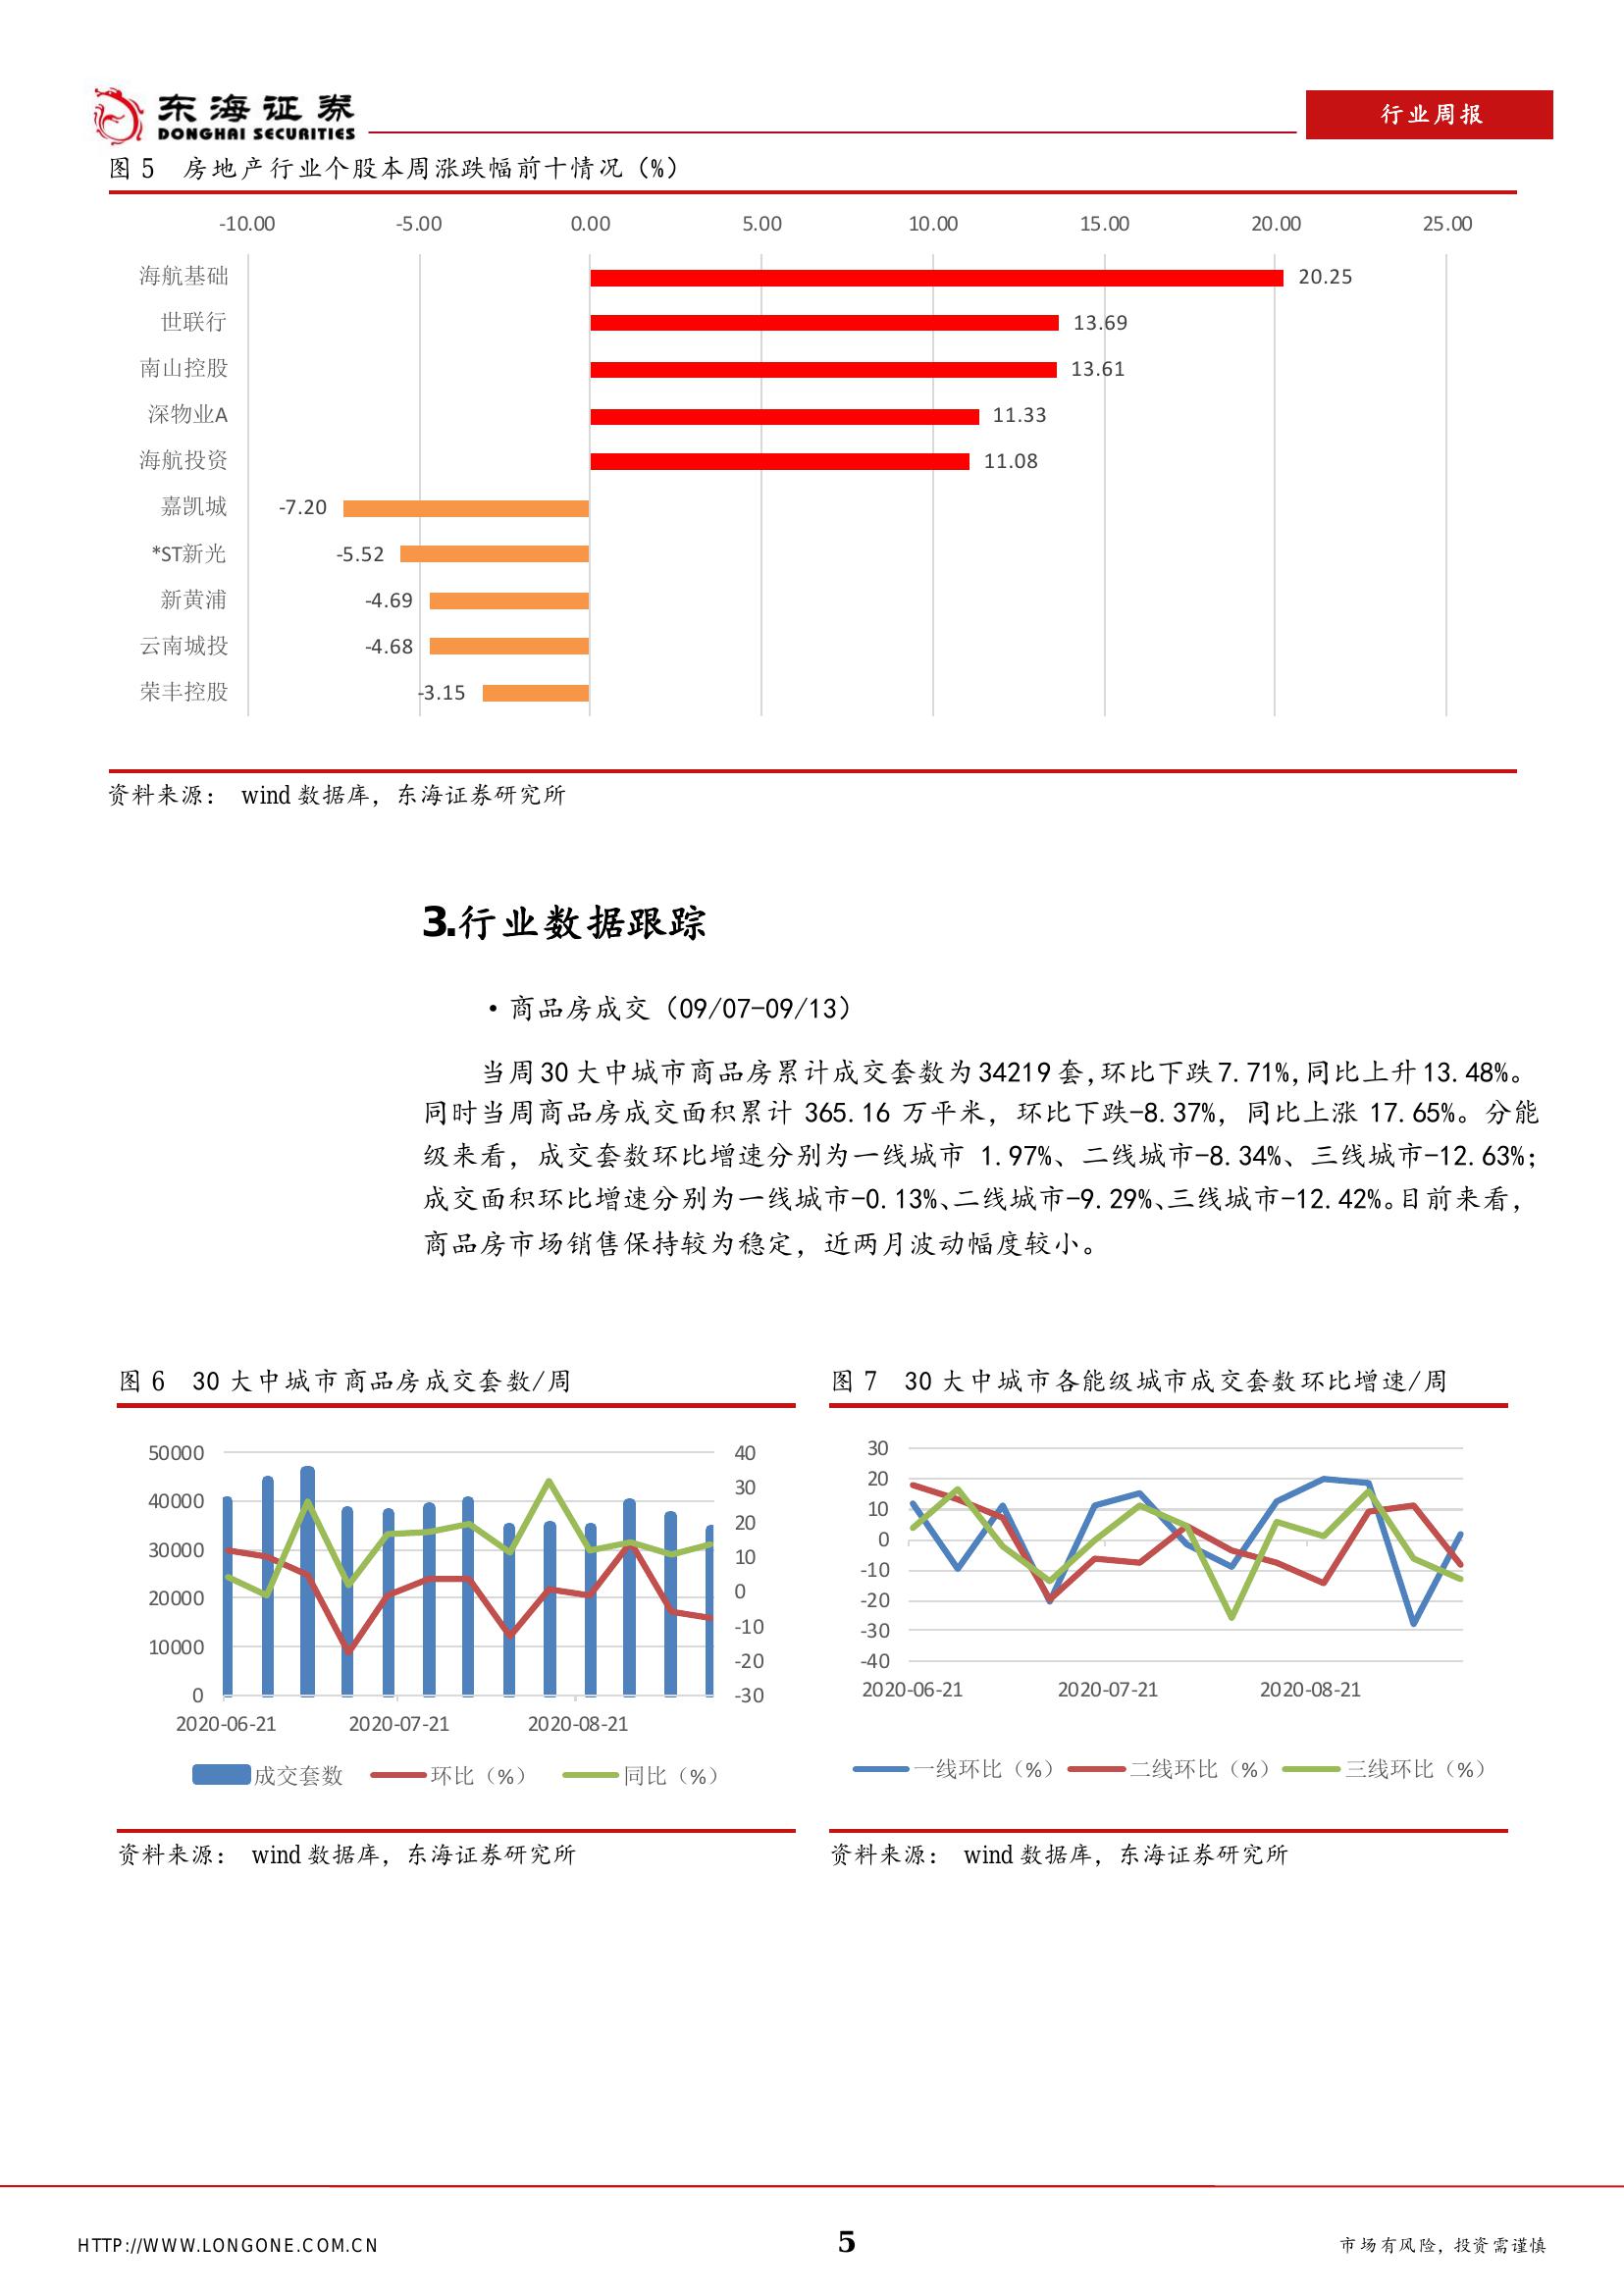 东海证券
DONGHAI SECURITIES
行业周报
图 5 房地产行业个股本周涨跌幅前十情况（%）
-10.00 -5.00 0.00 5.00 10.00 15.00 20.00 25.00
海航基础 20.25
世联行 13.69
南山控股 13.61
深物业A 11.33
海航投资 11.08
嘉凯城 -7.20
*ST新光 -5.52
新黄浦 -4.69
云南城投 -4.68
荣丰控股 -3.15
资料来源： wind 数据库，东海证券研究所
3.行业数据跟踪
·商品房成交（09/07-09/13）
当周30大中城市商品房累计成交套数为34219套,环比下跌7.71%,同比上升13.48%。
同时当周商品房成交面积累计 365.16 万平米，环比下跌-8.37%，同比上涨 17.65%。分能
级来看，成交套数环比增速分别为一线城市 1.97%、二线城市-8.34%、三线城市-12.63%；
成交面积环比增速分别为一线城市-0.13%、二线城市-9.29%、三线城市-12.42%。目前来看，
商品房市场销售保持较为稳定，近两月波动幅度较小。
图 6 30 大中城市商品房成交套数/周
50000 40
40000 30
30000 20
20000 10
10000 0
0 -10
-20
-30
2020-06-21 2020-07-21 2020-08-21
成交套数 环比（%） 同比（%）
资料来源： wind 数据库，东海证券研究所
图 7 30 大中城市各能级城市成交套数环比增速/周
30
20
10
0
-10
-20
-30
-40
2020-06-21 2020-07-21 2020-08-21
一线环比（%） 二线环比（%） 三线环比（%）
资料来源： wind 数据库，东海证券研究所
HTTP://WWW.LONGONE.COM.CN
5
市场有风险，投资需谨慎